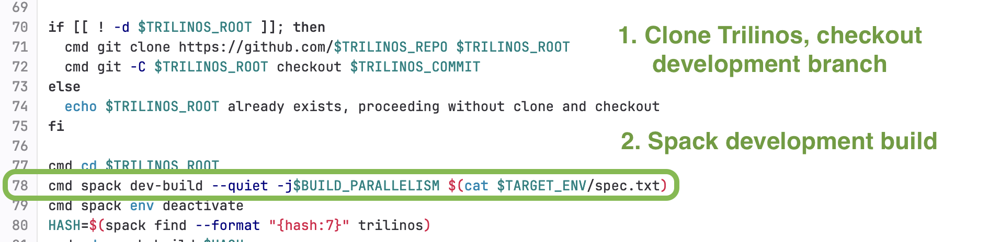 69
70 if [[ ! -d $TRILINOS_ROOT ]]; then
71 cmd git clone https://github.com/$TRILINOS_REPO $TRILINOS_ROOT
72 cmd git -C $TRILINOS_ROOT checkout $TRILINOS_COMMIT
73 else
74 echo $TRILINOS_ROOT already exists, proceeding without clone and checkout
75 fi
76
77 cmd cd $TRILINOS_ROOT
78 cmd spack dev-build --quiet -j$BUILD_PARALLELISM $(cat $TARGET_ENV/spec.txt)
79 cmd spack env deactivate
80 HASH=$(spack find --format "{hash:7}" trilinos)
1. Clone Trilinos, checkout
development branch
2. Spack development build